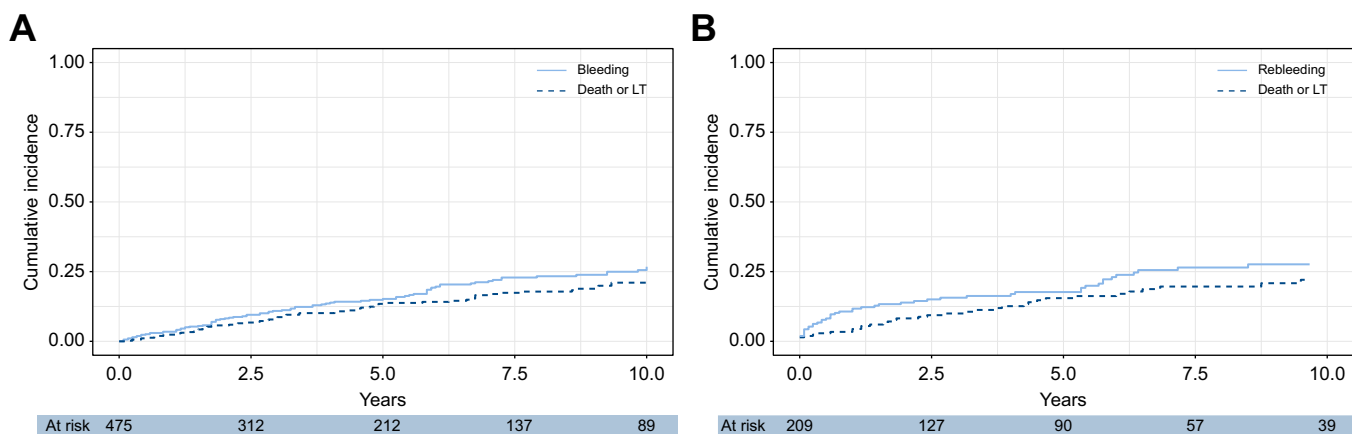 A
Cumulative incidence
1.00
0.75
0.50
0.25
0.00
Bleeding
Death or LT
0.0 2.5 5.0 7.5 10.0
Years
At risk 475 312 212 137 89
B
Cumulative incidence
1.00
0.75
0.50
0.25
0.00
Rebleeding
Death or LT
0.0 2.5 5.0 7.5 10.0
Years
At risk 209 127 90 57 39